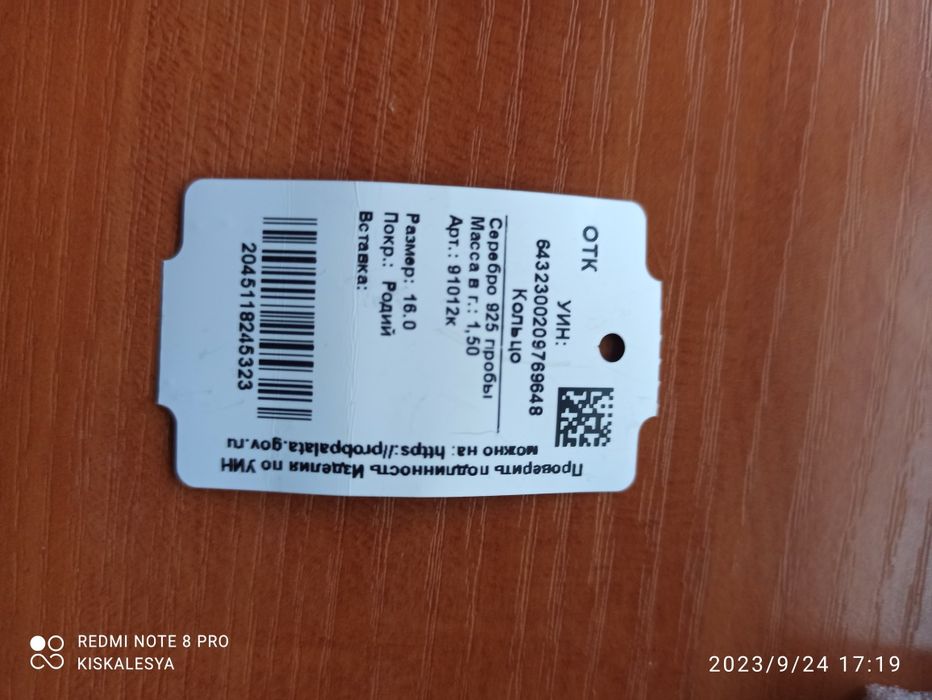 ОТК
УИН:
6432300209769648
Кольцо
Серебро 925 пробы
Масса в г.: 1,50
Арт.: 91012к
Размер: 16.0
Покр.: Родий
Вставка:
2045118245323
Проверить подлинность Изделия по УИН
можно на: https://probpalata.gov.ru
REDMI NOTE 8 PRO
KISKALESYA
2023/9/24 17:19